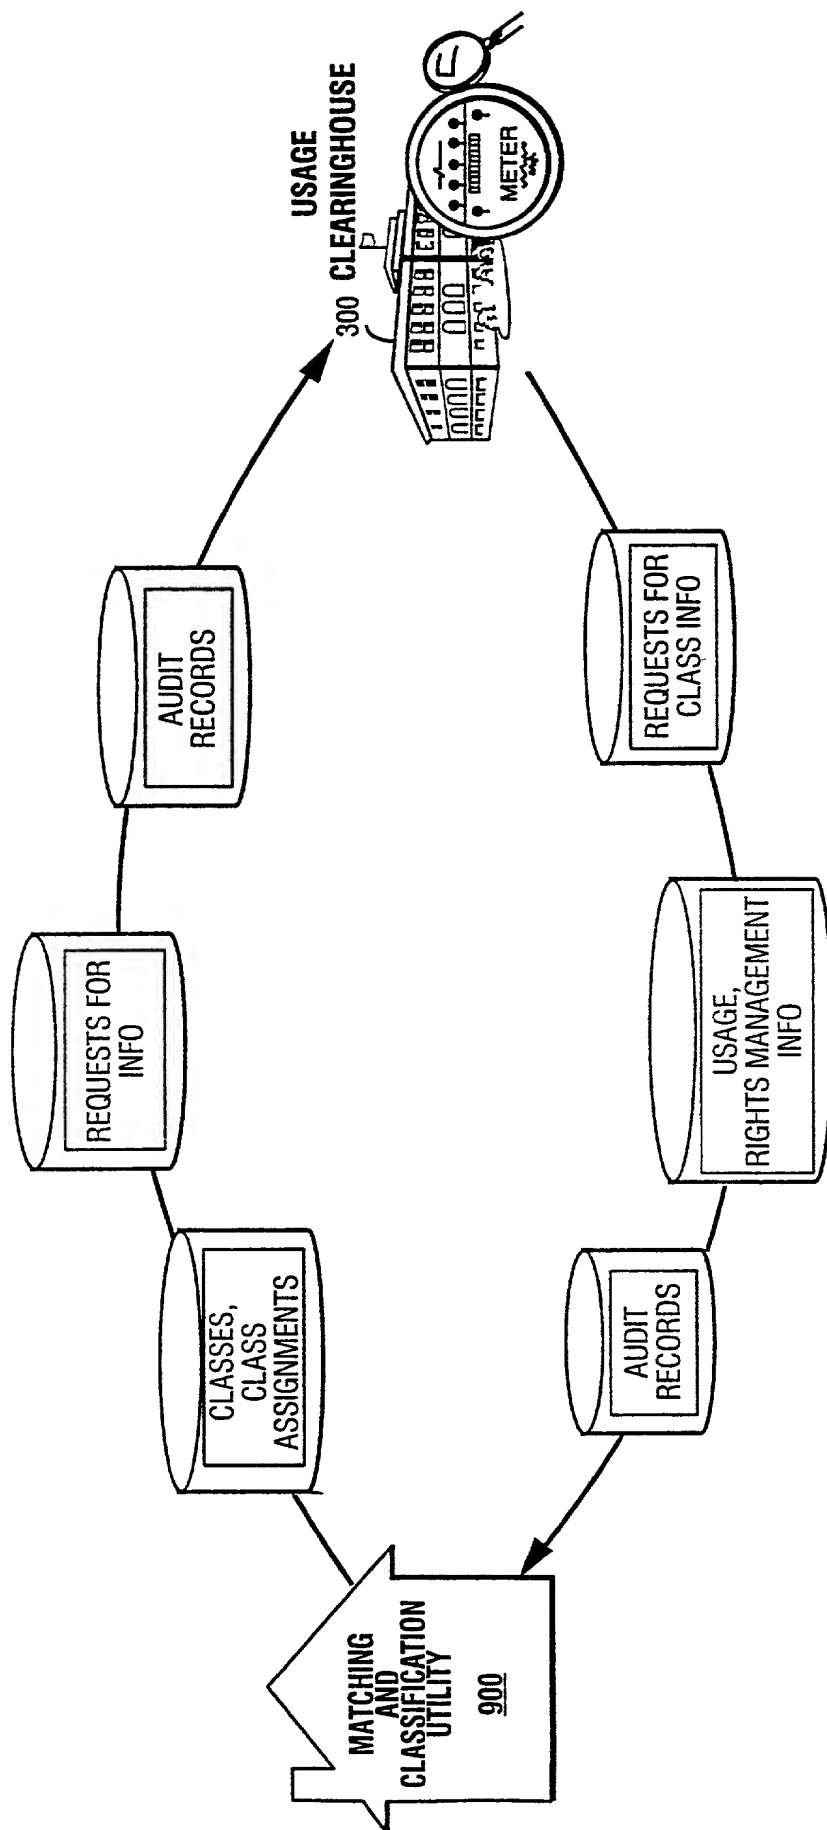 MATCHING
AND
CLASSIFICATION
UTILITY
900
CLASSES,
CLASS
ASSIGNMENTS
REQUESTS FOR
INFO
AUDIT
RECORDS
USAGE
300 CLEARINGHOUSE
METER
REQUESTS FOR
CLASS INFO
USAGE,
RIGHTS MANAGEMENT
INFO
AUDIT
RECORDS